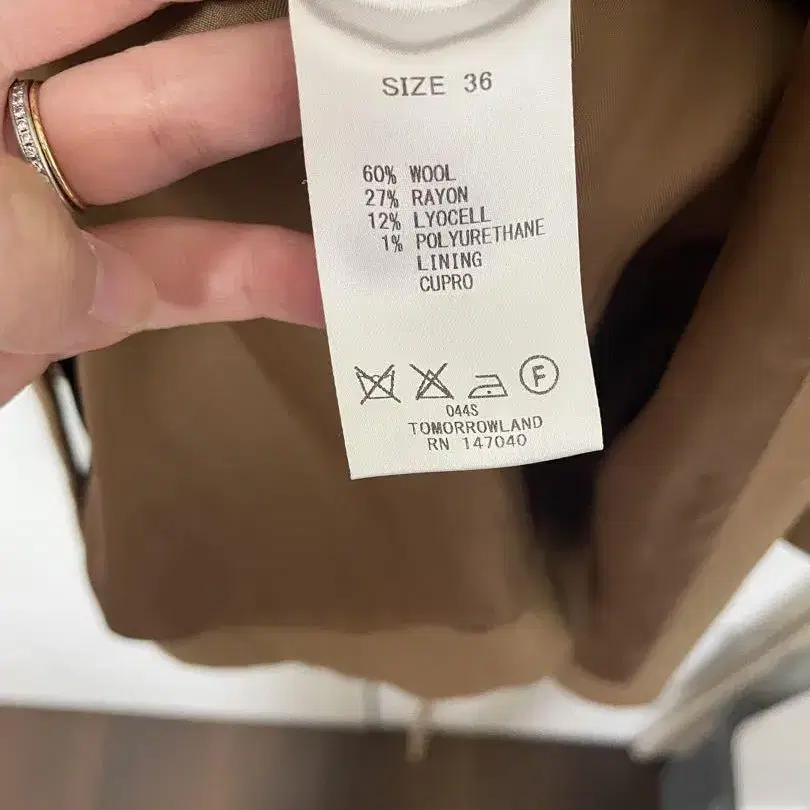 SIZE 36
60% WOOL
27% RAYON
12% LYOCELL
1% POLYURETHANE
LINING
CUPRO
F
044S
TOMORROWLAND
RN 147040